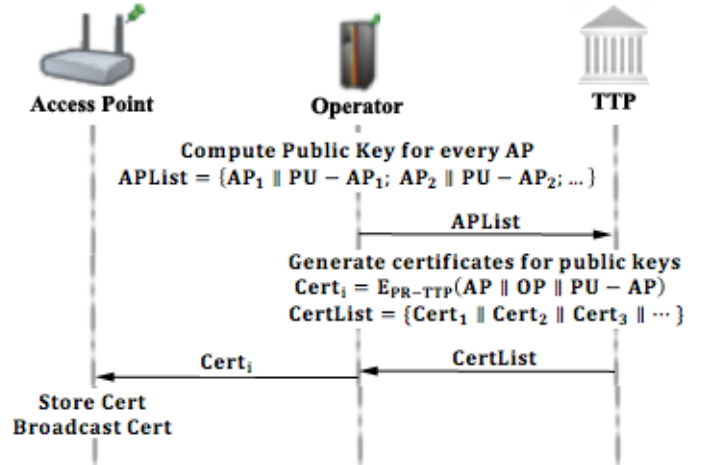 Access Point
Operator
TTP
Compute Public Key for every AP
APList = {AP₁ ∥ PU − AP₁; AP₂ ∥ PU − AP₂; … }
APList
Generate certificates for public keys
Certᵢ = E_PR−TTP(AP ∥ OP ∥ PU − AP)
CertList = {Cert₁ ∥ Cert₂ ∥ Cert₃ ∥ ⋯ }
Certᵢ
CertList
Store Cert
Broadcast Cert